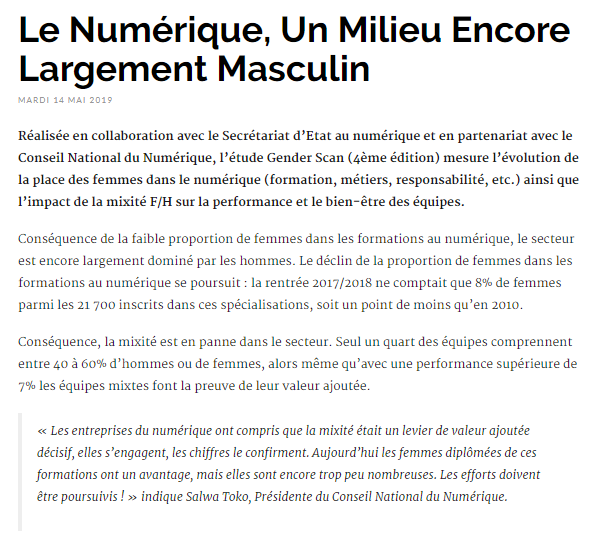 Le Numérique, Un Milieu Encore
Largement Masculin
MARDI 14 MAI 2019
Réalisée en collaboration avec le Secrétariat d'Etat au numérique et en partenariat avec le
Conseil National du Numérique, l'étude Gender Scan (4ème édition) mesure l'évolution de
la place des femmes dans le numérique (formation, métiers, responsabilité, etc.) ainsi que
l'impact de la mixité F/H sur la performance et le bien-être des équipes.
Conséquence de la faible proportion de femmes dans les formations au numérique, le secteur
est encore largement dominé par les hommes. Le déclin de la proportion de femmes dans les
formations au numérique se poursuit : la rentrée 2017/2018 ne comptait que 8% de femmes
parmi les 21 700 inscrits dans ces spécialisations, soit un point de moins qu'en 2010.
Conséquence, la mixité est en panne dans le secteur. Seul un quart des équipes comprennent
entre 40 à 60% d'hommes ou de femmes, alors même qu'avec une performance supérieure de
7% les équipes mixtes font la preuve de leur valeur ajoutée.
« Les entreprises du numérique ont compris que la mixité était un levier de valeur ajoutée
décisif, elles s'engagent, les chiffres le confirment. Aujourd'hui les femmes diplômées de ces
formations ont un avantage, mais elles sont encore trop peu nombreuses. Les efforts doivent
être poursuivis ! » indique Salwa Toko, Présidente du Conseil National du Numérique.